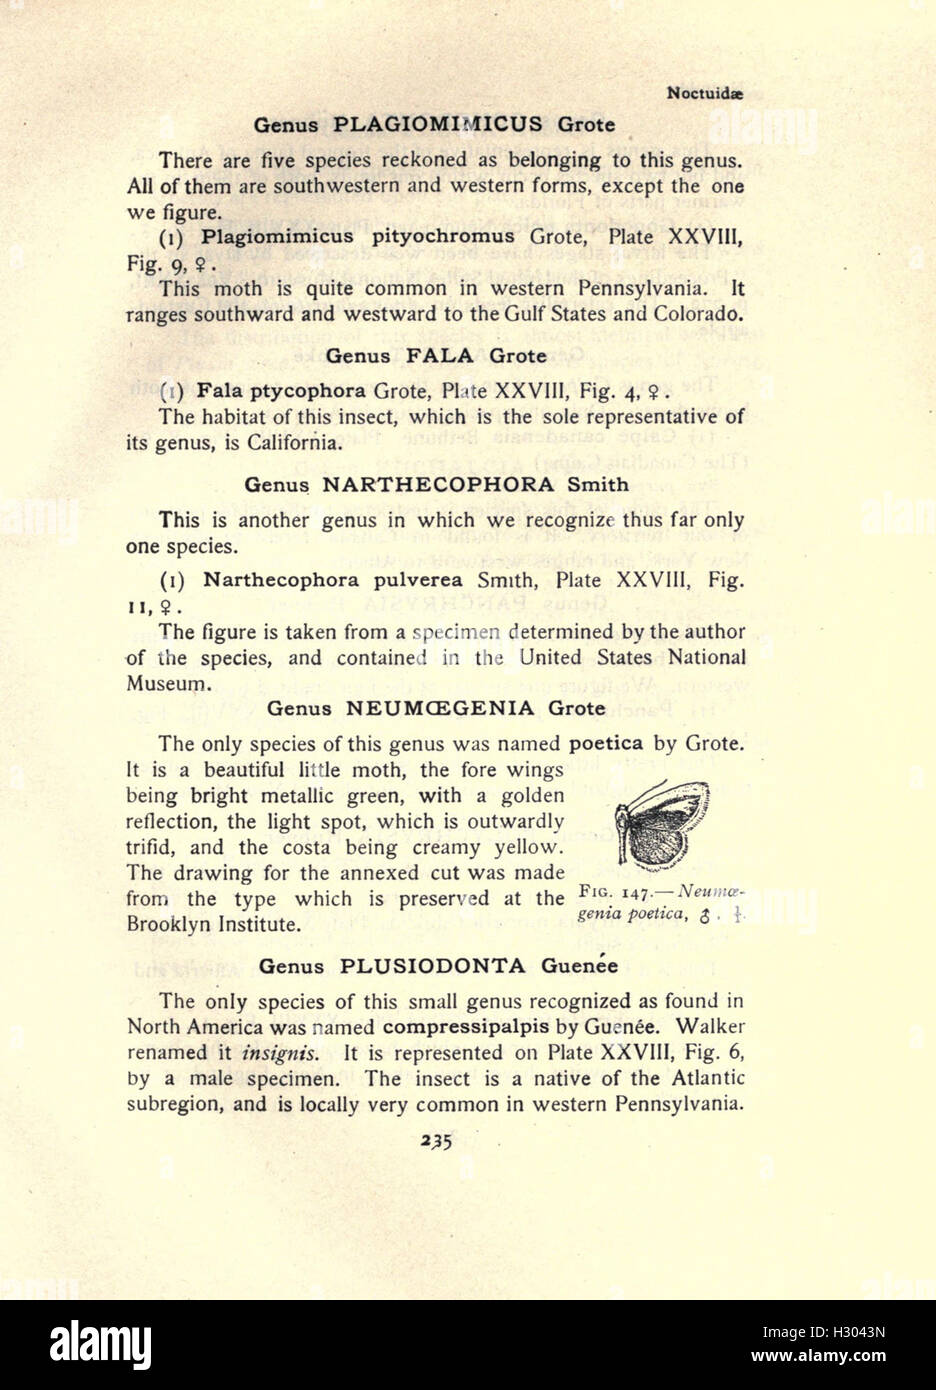 Noctuidæ
Genus PLAGIOMIMICUS Grote
There are five species reckoned as belonging to this genus.
All of them are southwestern and western forms, except the one
we figure.
(1) Plagiomimicus pityochromus Grote, Plate XXVIII,
Fig. 9, ♀.
This moth is quite common in western Pennsylvania. It
ranges southward and westward to the Gulf States and Colorado.
Genus FALA Grote
(1) Fala ptycophora Grote, Plate XXVIII, Fig. 4, ♀.
The habitat of this insect, which is the sole representative of
its genus, is California.
Genus NARTHECOPHORA Smith
This is another genus in which we recognize thus far only
one species.
(1) Narthecophora pulverea Smith, Plate XXVIII, Fig.
11, ♀.
The figure is taken from a specimen determined by the author
of the species, and contained in the United States National
Museum.
Genus NEUMŒGENIA Grote
The only species of this genus was named poetica by Grote.
It is a beautiful little moth, the fore wings
being bright metallic green, with a golden
reflection, the light spot, which is outwardly
trifid, and the costa being creamy yellow.
The drawing for the annexed cut was made
from the type which is preserved at the
Brooklyn Institute.
FIG. 147.—Neumœ-
genia poetica, ♂. ¼.
Genus PLUSIODONTA Guenée
The only species of this small genus recognized as found in
North America was named compressipalpis by Guenée. Walker
renamed it insignis. It is represented on Plate XXVIII, Fig. 6,
by a male specimen. The insect is a native of the Atlantic
subregion, and is locally very common in western Pennsylvania.
235
alamy
Image ID: H3043N
www.alamy.com